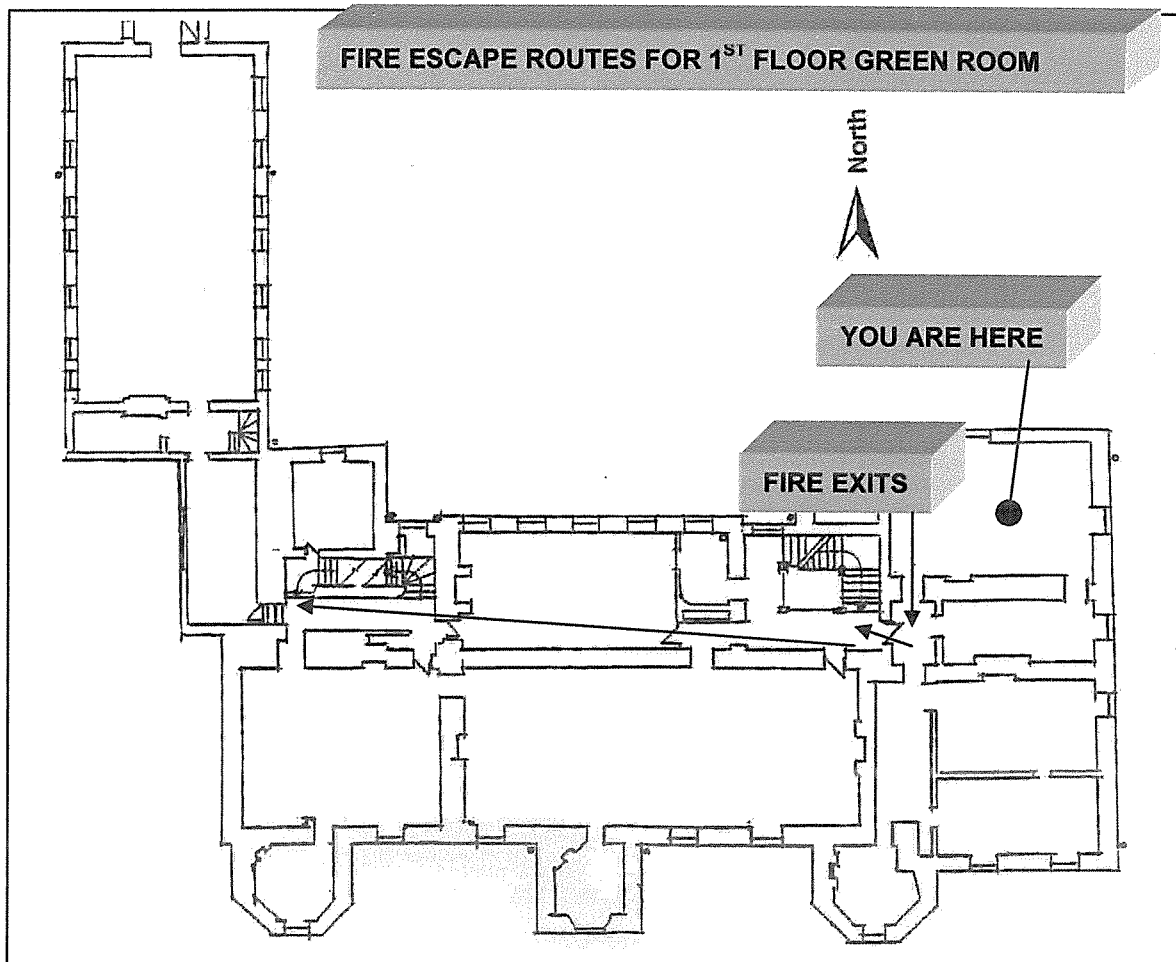 FIRE ESCAPE ROUTES FOR 1ST FLOOR GREEN ROOM
North
YOU ARE HERE
FIRE EXITS